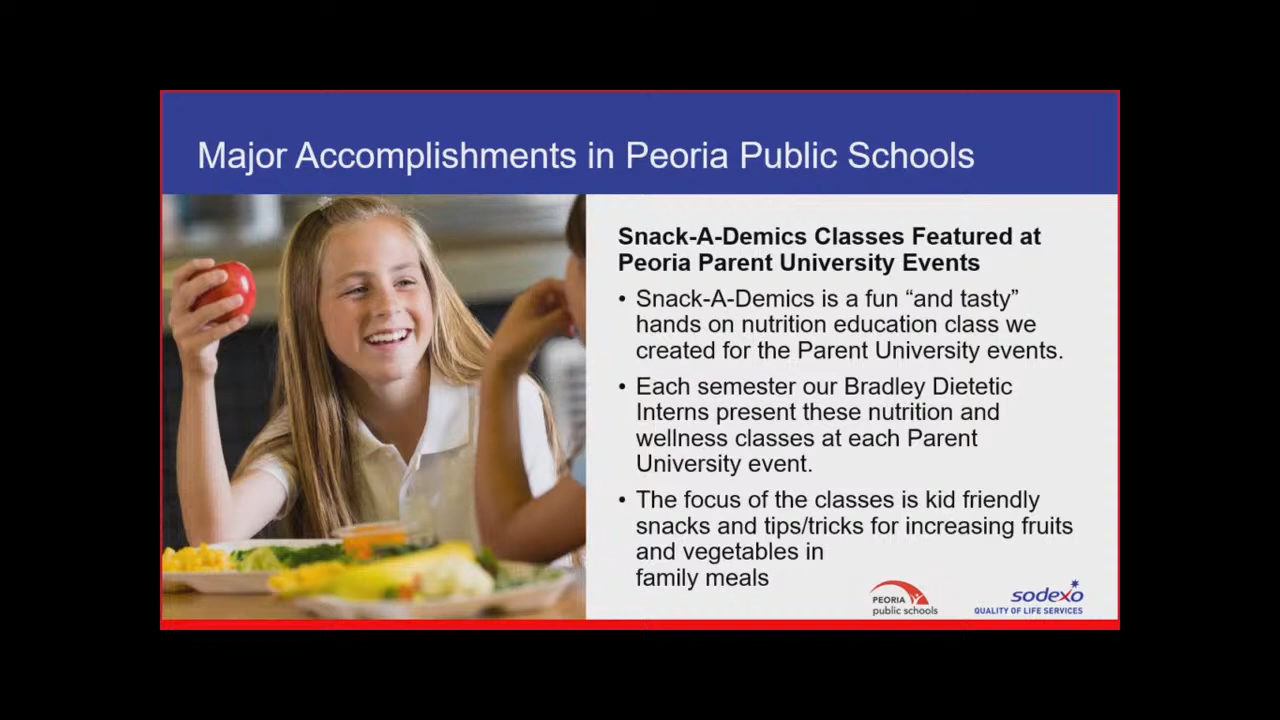 Major Accomplishments in Peoria Public Schools
Snack-A-Demics Classes Featured at
Peoria Parent University Events
• Snack-A-Demics is a fun “and tasty”
hands on nutrition education class we
created for the Parent University events.
• Each semester our Bradley Dietetic
Interns present these nutrition and
wellness classes at each Parent
University event.
• The focus of the classes is kid friendly
snacks and tips/tricks for increasing fruits
and vegetables in
family meals
PEORIA
public schools
sodexo
QUALITY OF LIFE SERVICES